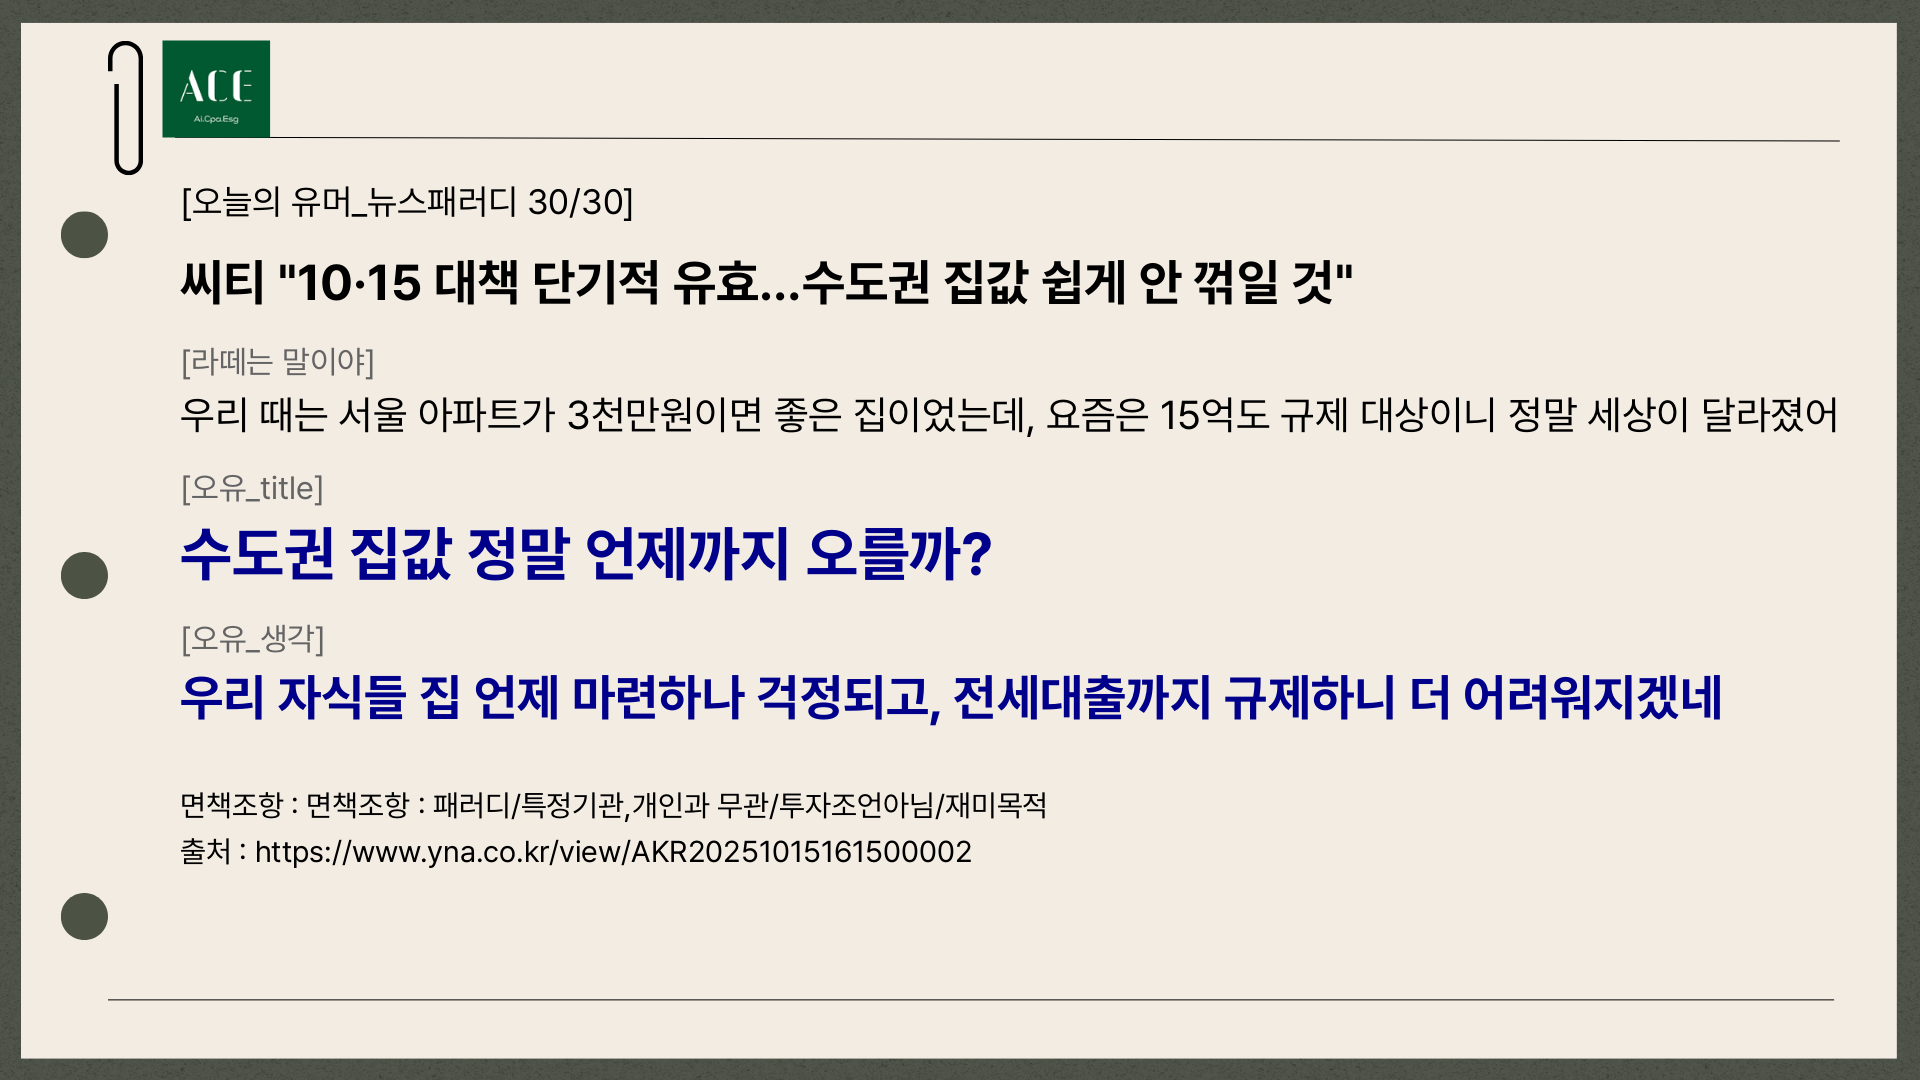 ACE
Ai.Cpa.Esg
[오늘의 유머_뉴스패러디 30/30]
씨티 "10·15 대책 단기적 유효...수도권 집값 쉽게 안 꺾일 것"
[라떼는 말이야]
우리 때는 서울 아파트가 3천만원이면 좋은 집이었는데, 요즘은 15억도 규제 대상이니 정말 세상이 달라졌어
[오유_title]
수도권 집값 정말 언제까지 오를까?
[오유_생각]
우리 자식들 집 언제 마련하나 걱정되고, 전세대출까지 규제하니 더 어려워지겠네
면책조항 : 면책조항 : 패러디/특정기관,개인과 무관/투자조언아님/재미목적
출처 : https://www.yna.co.kr/view/AKR20251015161500002